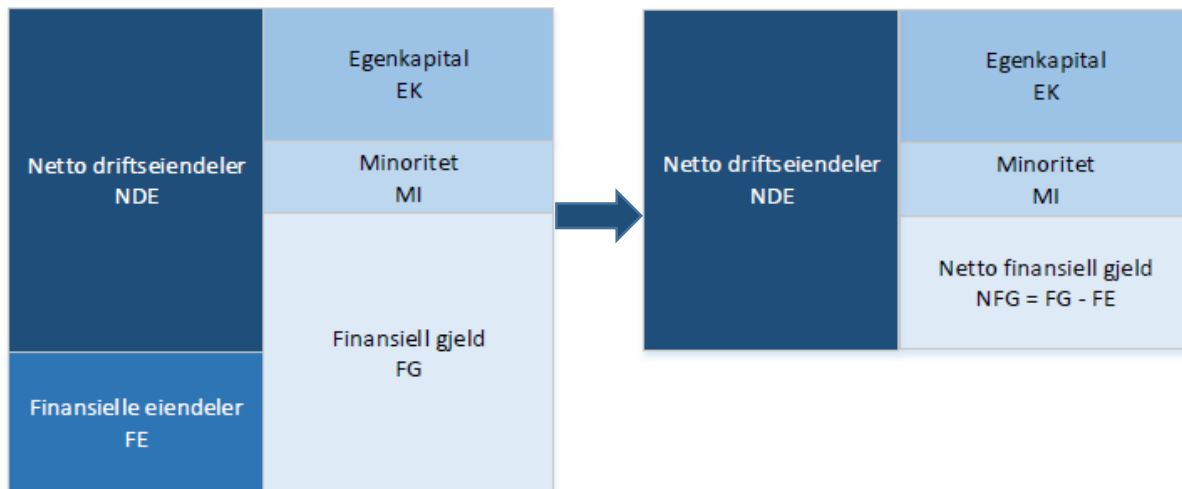 Netto driftseiendeler
NDE
Finansielle eiendeler
FE
Egenkapital
EK
Minoritet
MI
Finansiell gjeld
FG
Netto driftseiendeler
NDE
Egenkapital
EK
Minoritet
MI
Netto finansiell gjeld
NFG = FG - FE